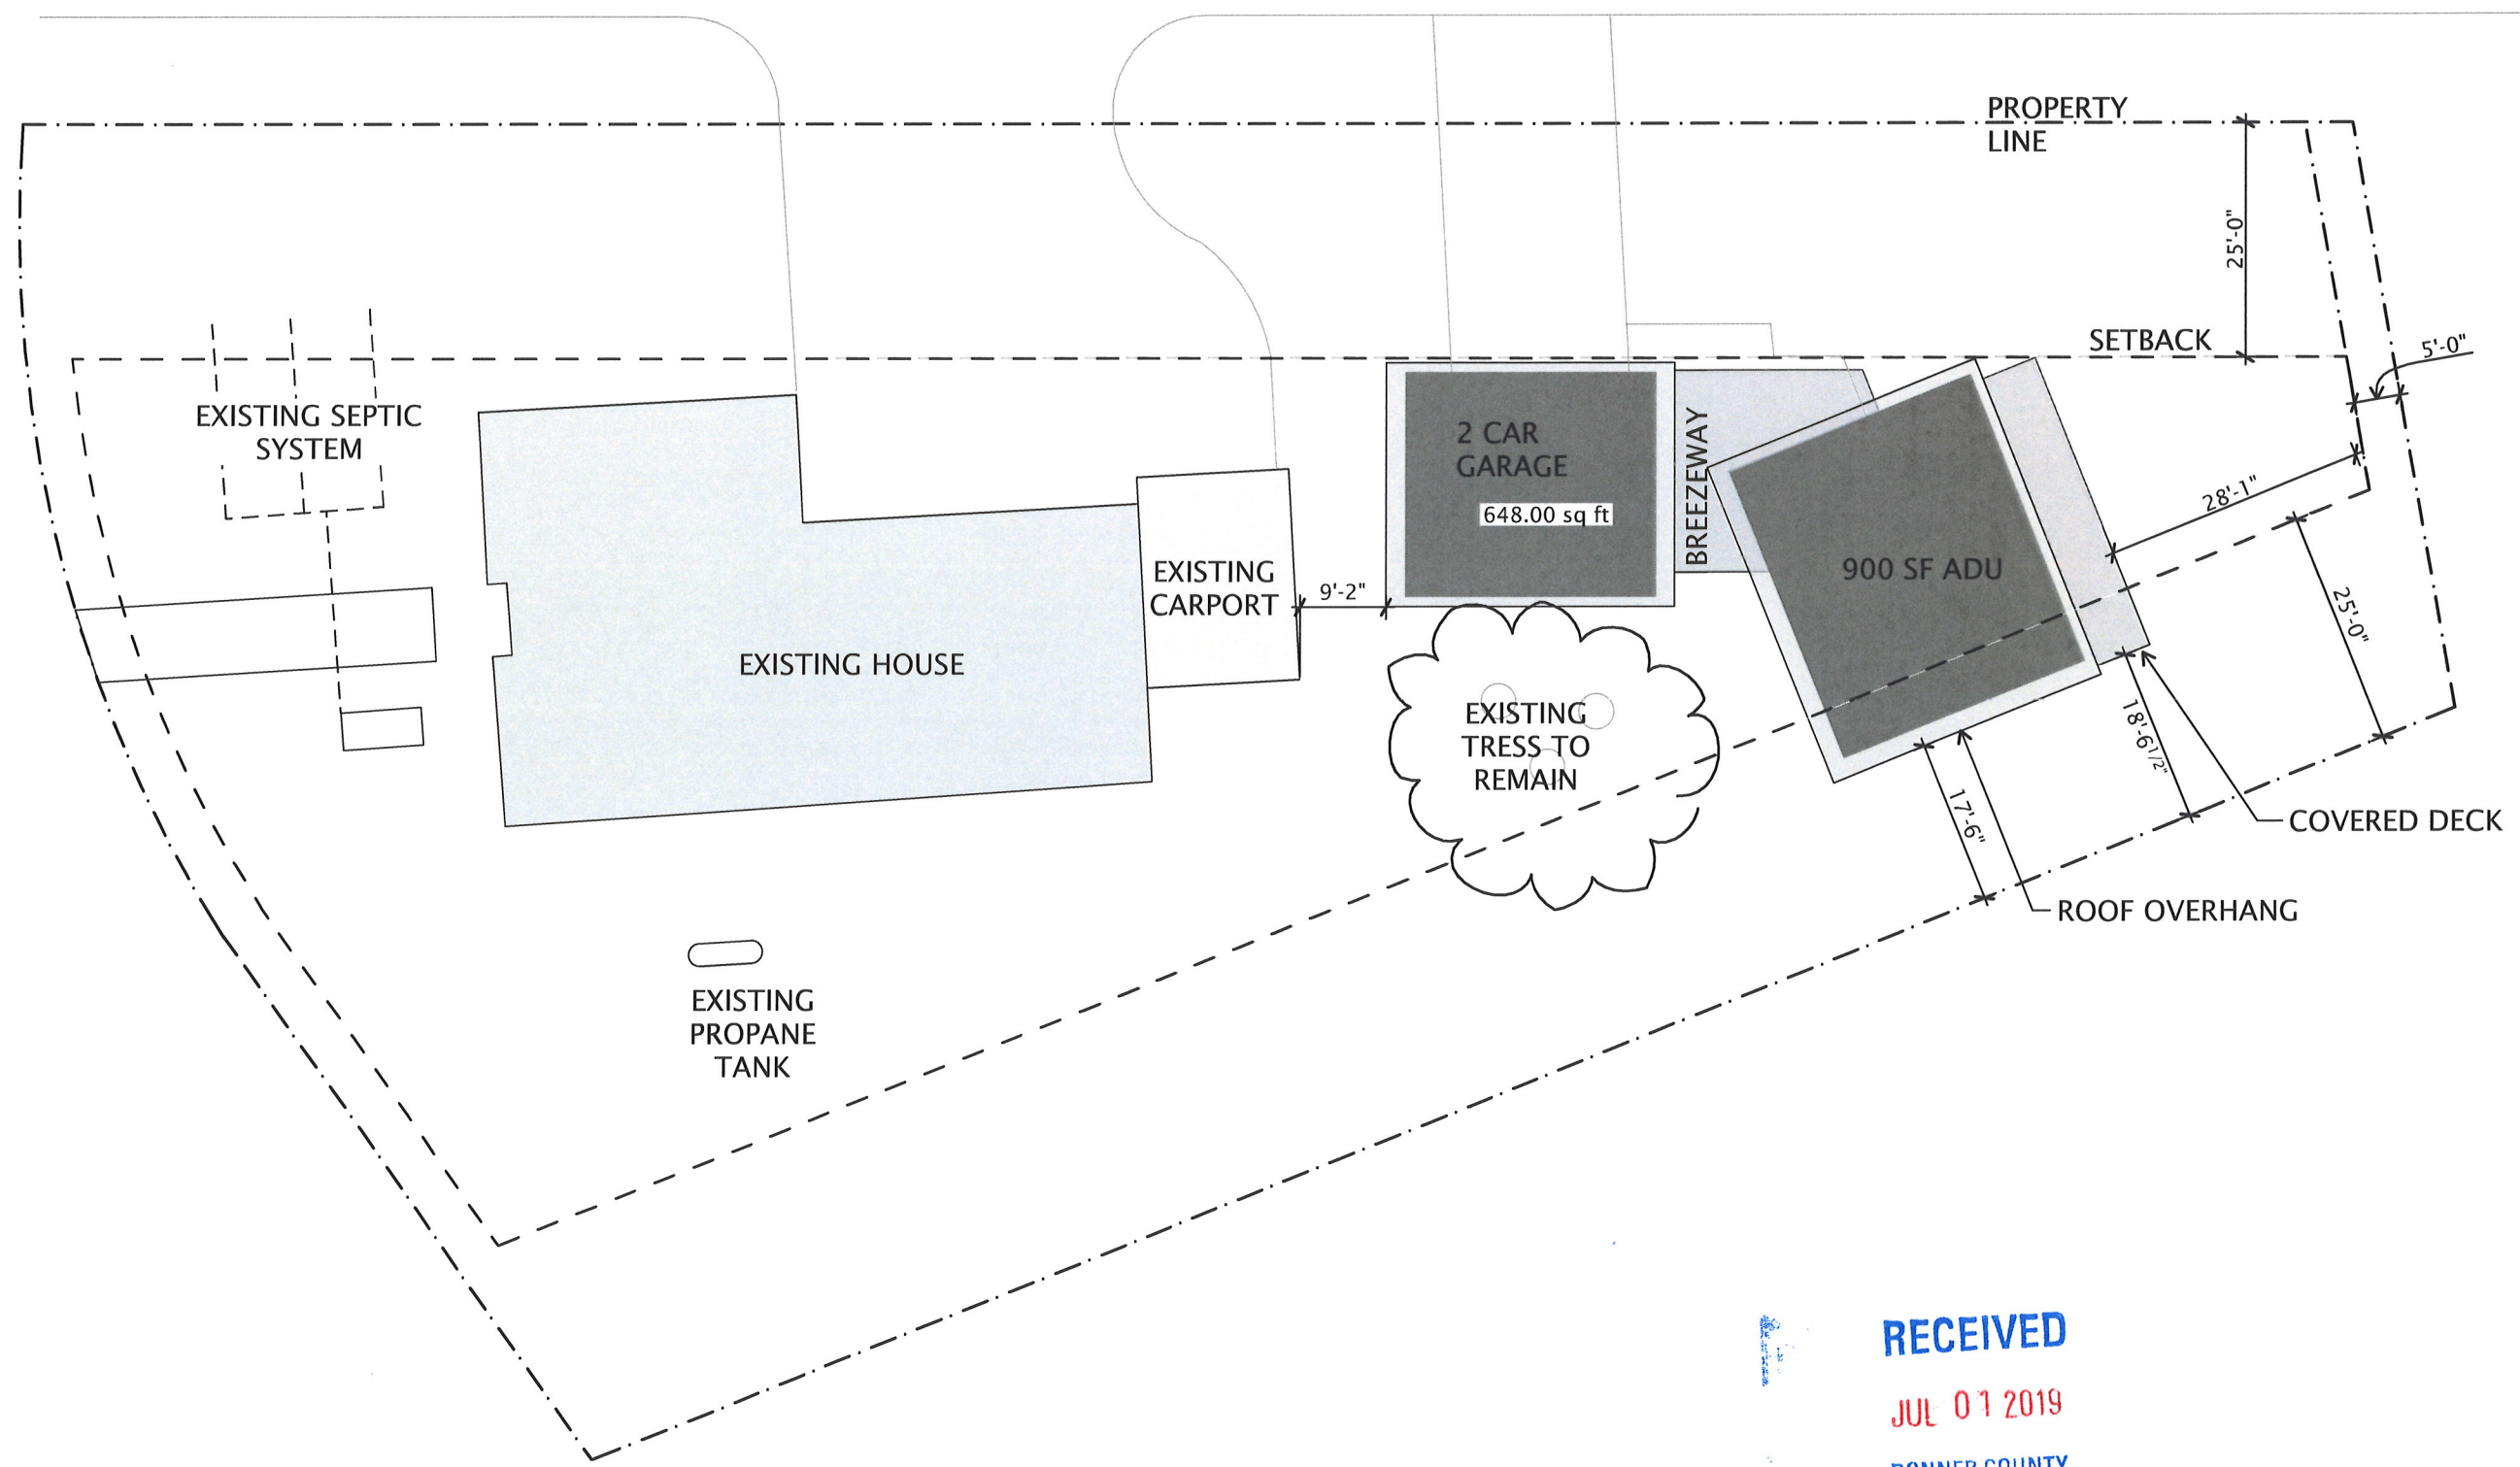 PROPERTY
LINE
25'-0"
SETBACK
5'-0"
EXISTING SEPTIC
SYSTEM
2 CAR
GARAGE
648.00 sq ft
BREEZEWAY
900 SF ADU
28'-1"
EXISTING
CARPORT
9'-2"
25'-0"
EXISTING HOUSE
EXISTING
TRESS TO
REMAIN
18'-6 1/2"
17'-6"
COVERED DECK
ROOF OVERHANG
EXISTING
PROPANE
TANK
RECEIVED
JUL 01 2019
BONNER COUNTY